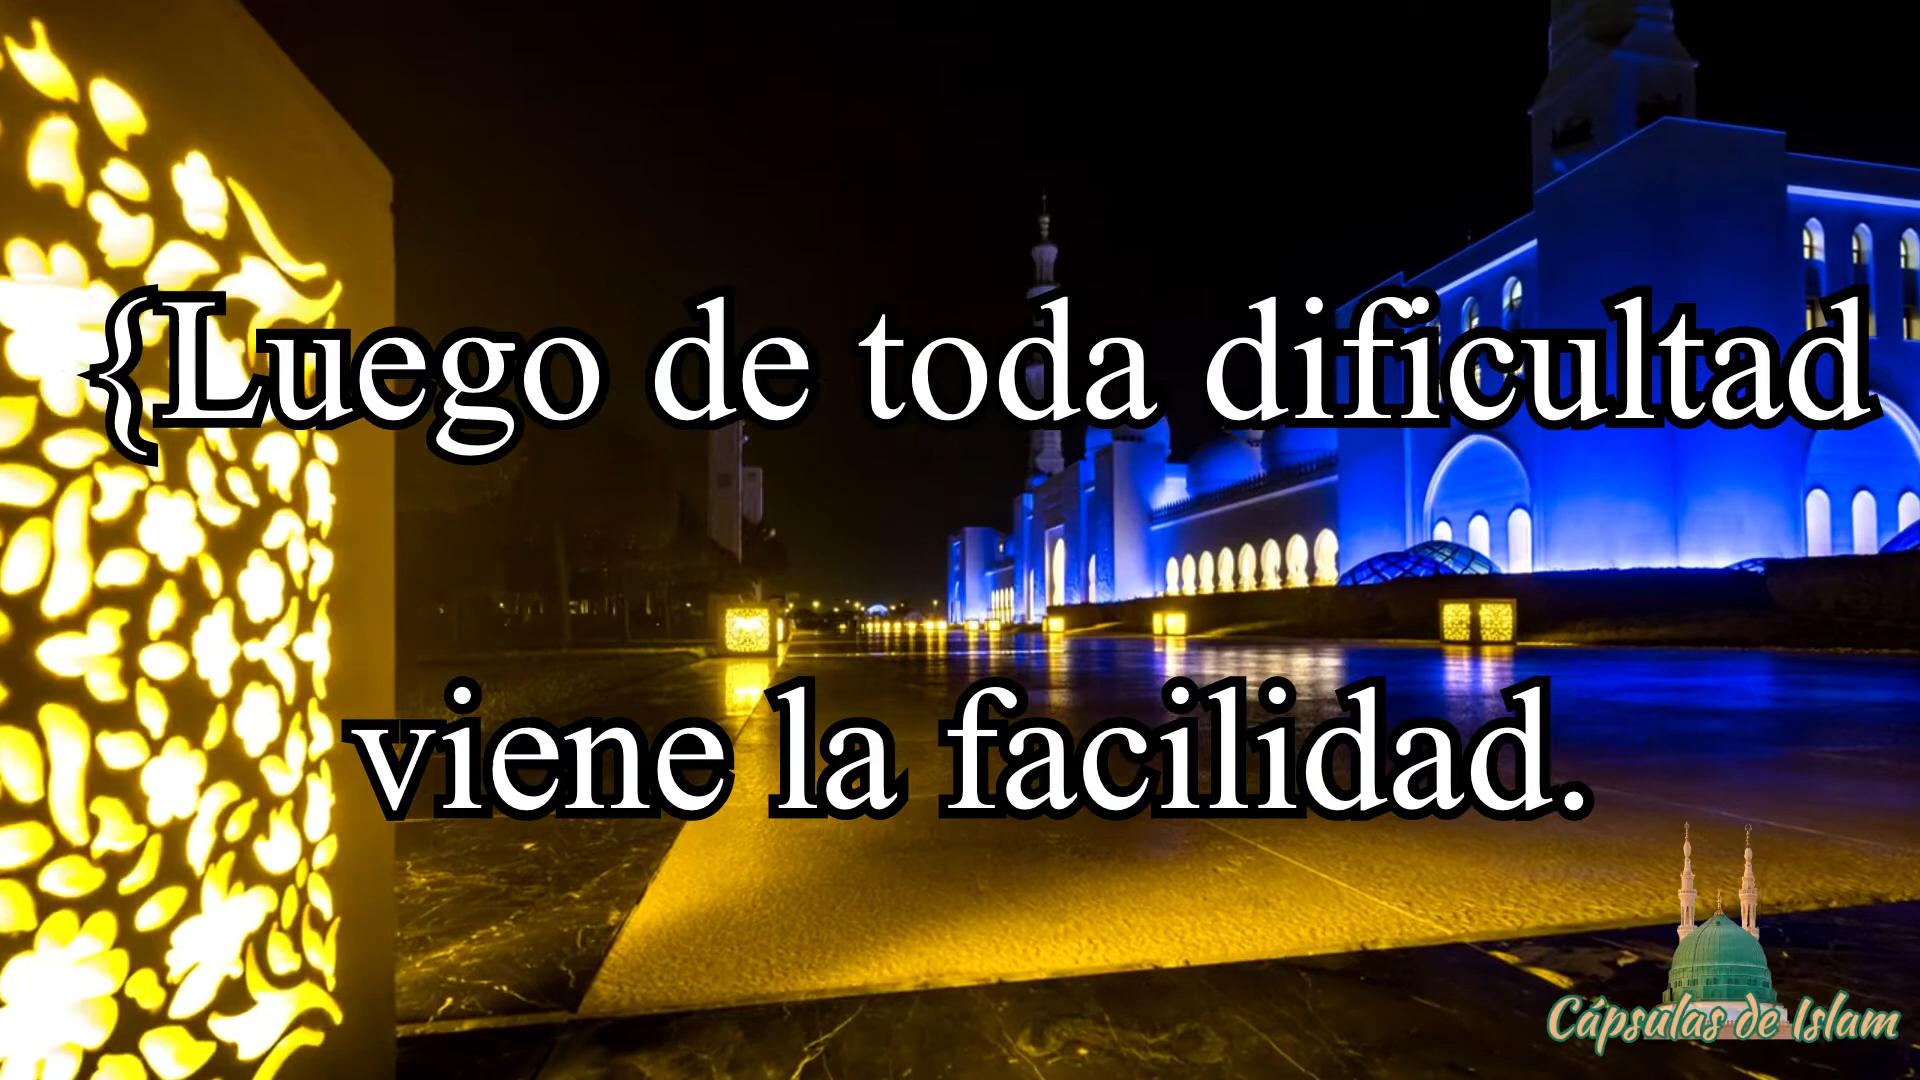 {Luego de toda dificultad
viene la facilidad.
Cápsulas de Islam